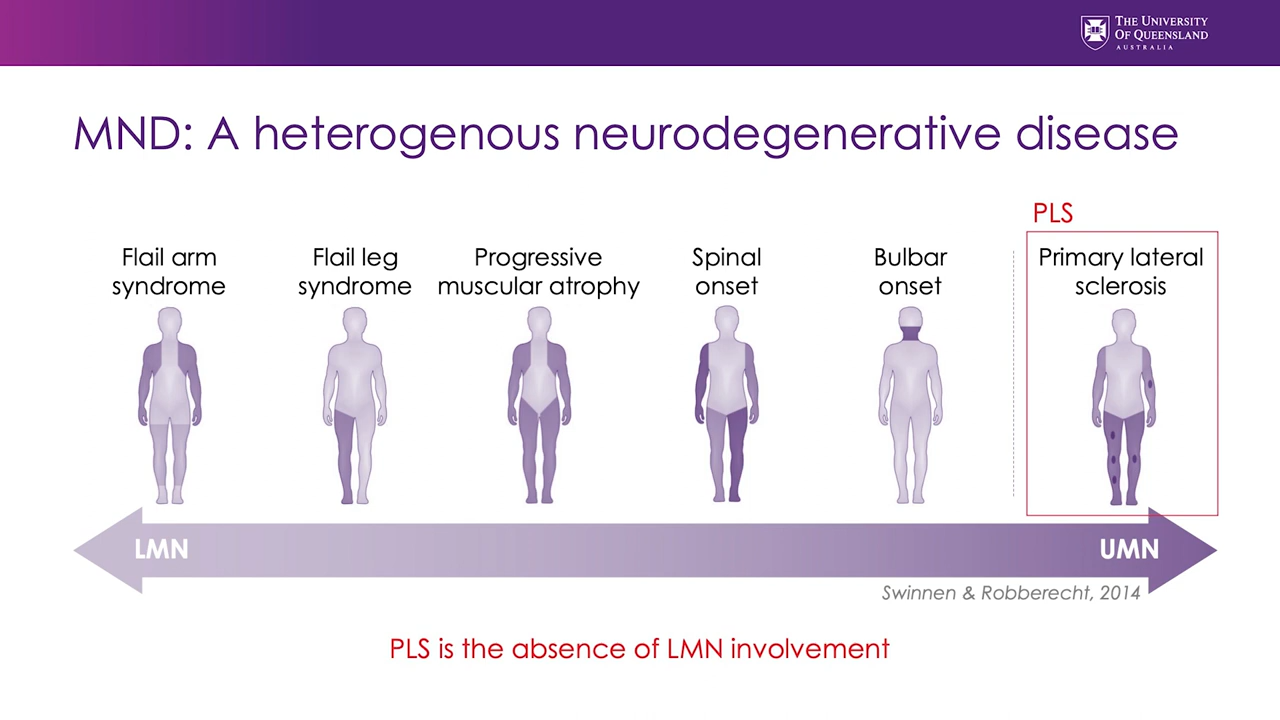 THE UNIVERSITY
OF QUEENSLAND
AUSTRALIA
MND: A heterogenous neurodegenerative disease
PLS
Flail arm
syndrome
Flail leg
syndrome
Progressive
muscular atrophy
Spinal
onset
Bulbar
onset
Primary lateral
sclerosis
LMN
UMN
Swinnen & Robberecht, 2014
PLS is the absence of LMN involvement